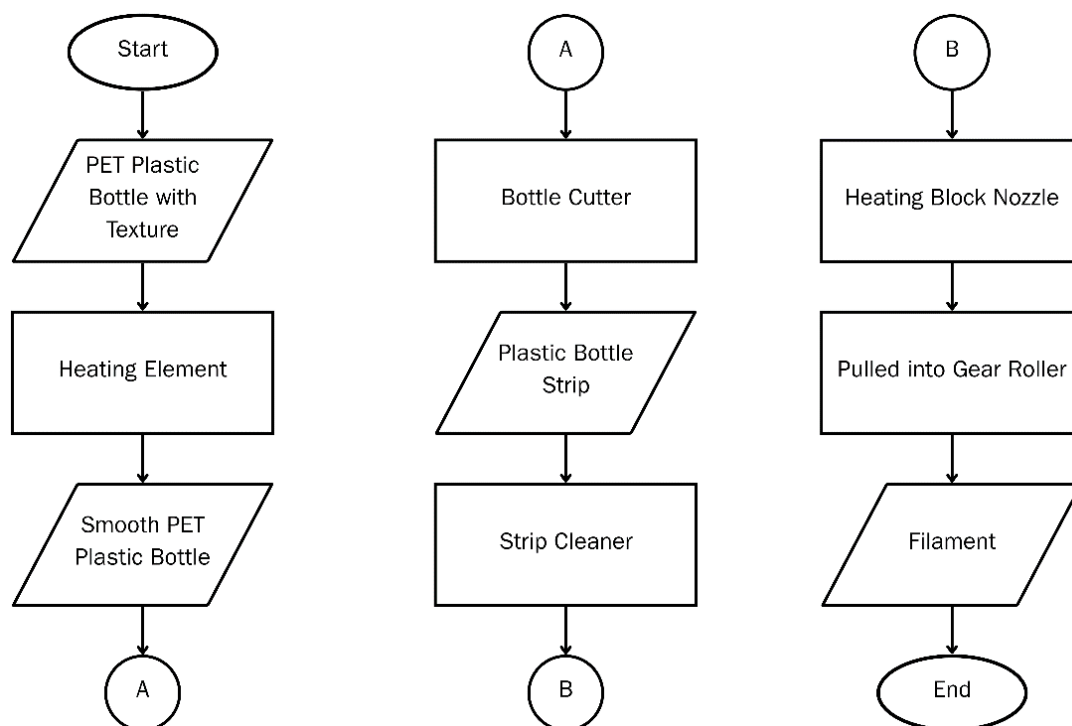 Start
PET Plastic
Bottle with
Texture
Heating Element
Smooth PET
Plastic Bottle
A
A
Bottle Cutter
Plastic Bottle
Strip
Strip Cleaner
B
B
Heating Block Nozzle
Pulled into Gear Roller
Filament
End